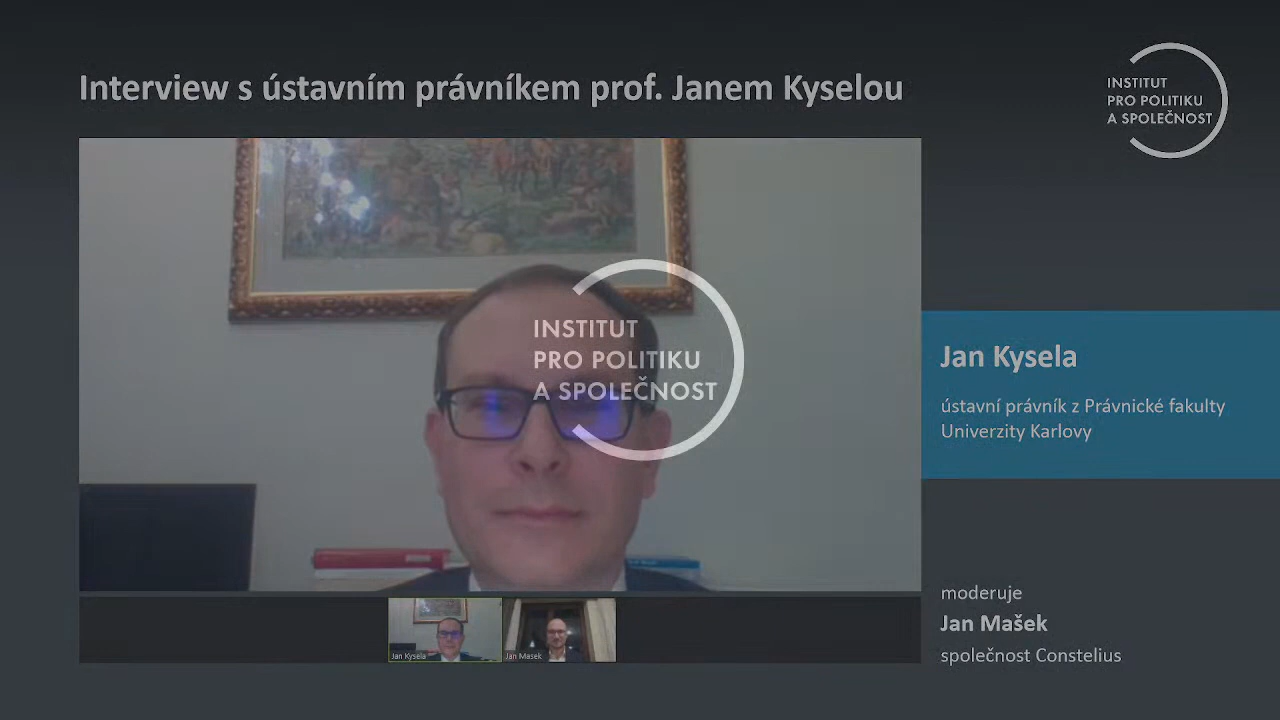 Interview s ústavním právníkem prof. Janem Kyselou
INSTITUT
PRO POLITIKU
A SPOLEČNOST
INSTITUT
PRO POLITIKU
A SPOLEČNOST
Jan Kysela
ústavní právník z Právnické fakulty
Univerzity Karlovy
moderuje
Jan Mašek
společnost Constelius
Jan Kysela
Jan Masek